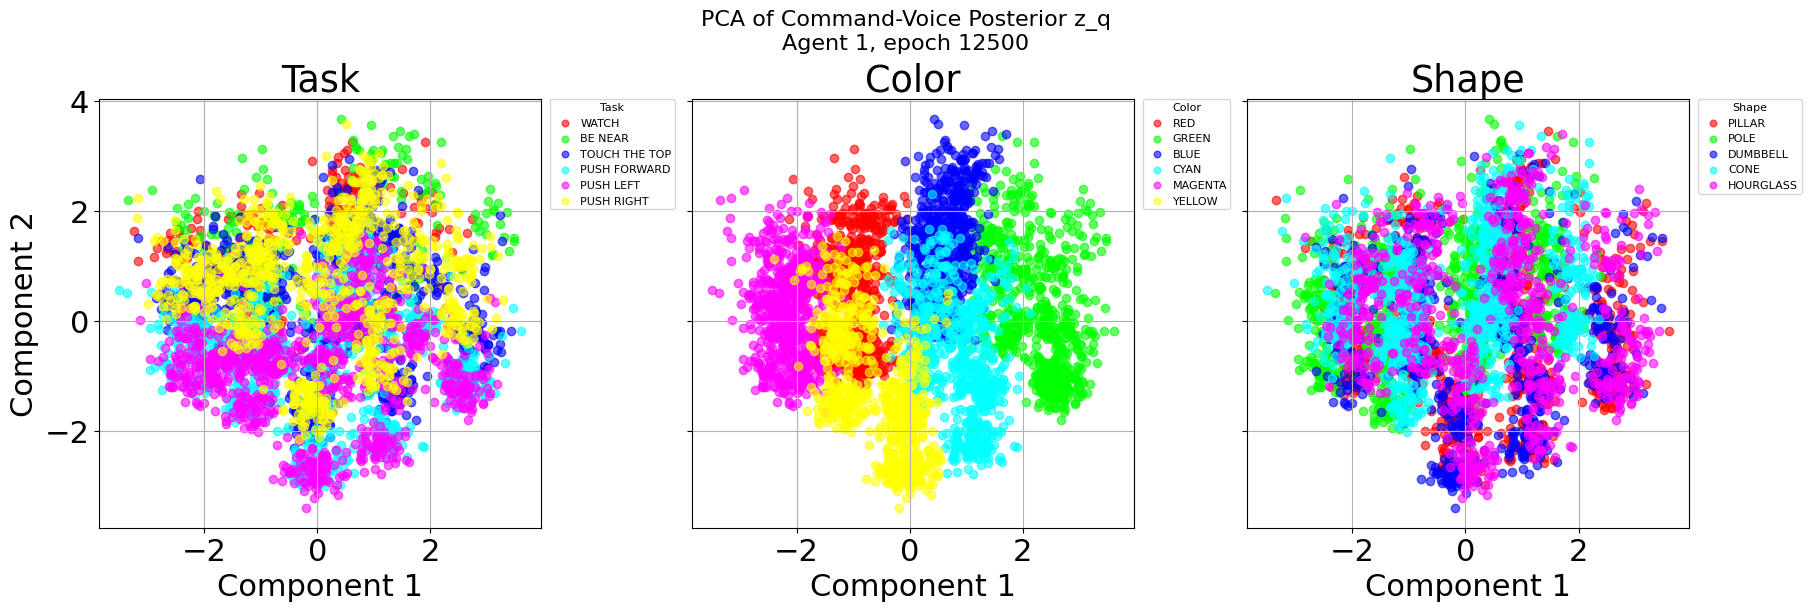 PCA of Command-Voice Posterior z_q
Agent 1, epoch 12500
Task
Color
Shape
Task
WATCH
BE NEAR
TOUCH THE TOP
PUSH FORWARD
PUSH LEFT
PUSH RIGHT
Color
RED
GREEN
BLUE
CYAN
MAGENTA
YELLOW
Shape
PILLAR
POLE
DUMBBELL
CONE
HOURGLASS
Component 2
4
2
0
−2
−2 0 2
−2 0 2
−2 0 2
Component 1
Component 1
Component 1